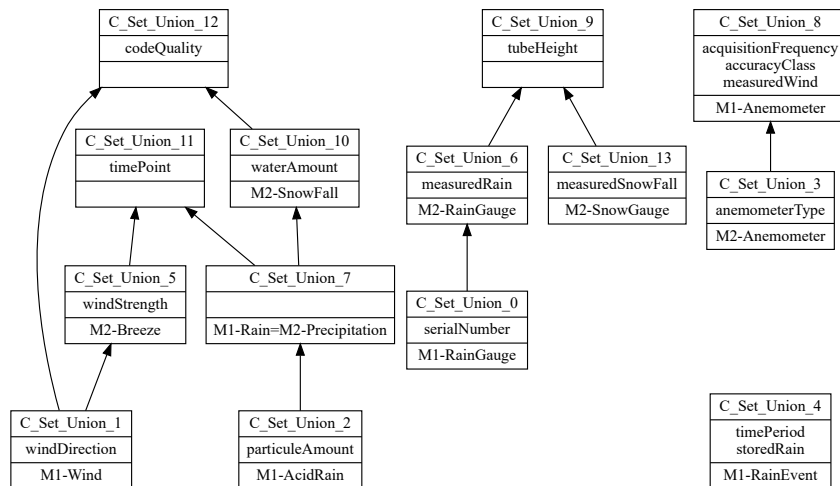 C_Set_Union_12
codeQuality
C_Set_Union_9
tubeHeight
C_Set_Union_8
acquisitionFrequency
accuracyClass
measuredWind
M1-Anemometer
C_Set_Union_11
timePoint
C_Set_Union_10
waterAmount
M2-SnowFall
C_Set_Union_6
measuredRain
M2-RainGauge
C_Set_Union_13
measuredSnowFall
M2-SnowGauge
C_Set_Union_3
anemometerType
M2-Anemometer
C_Set_Union_5
windStrength
M2-Breeze
C_Set_Union_7
M1-Rain=M2-Precipitation
C_Set_Union_0
serialNumber
M1-RainGauge
C_Set_Union_1
windDirection
M1-Wind
C_Set_Union_2
particuleAmount
M1-AcidRain
C_Set_Union_4
timePeriod
storedRain
M1-RainEvent